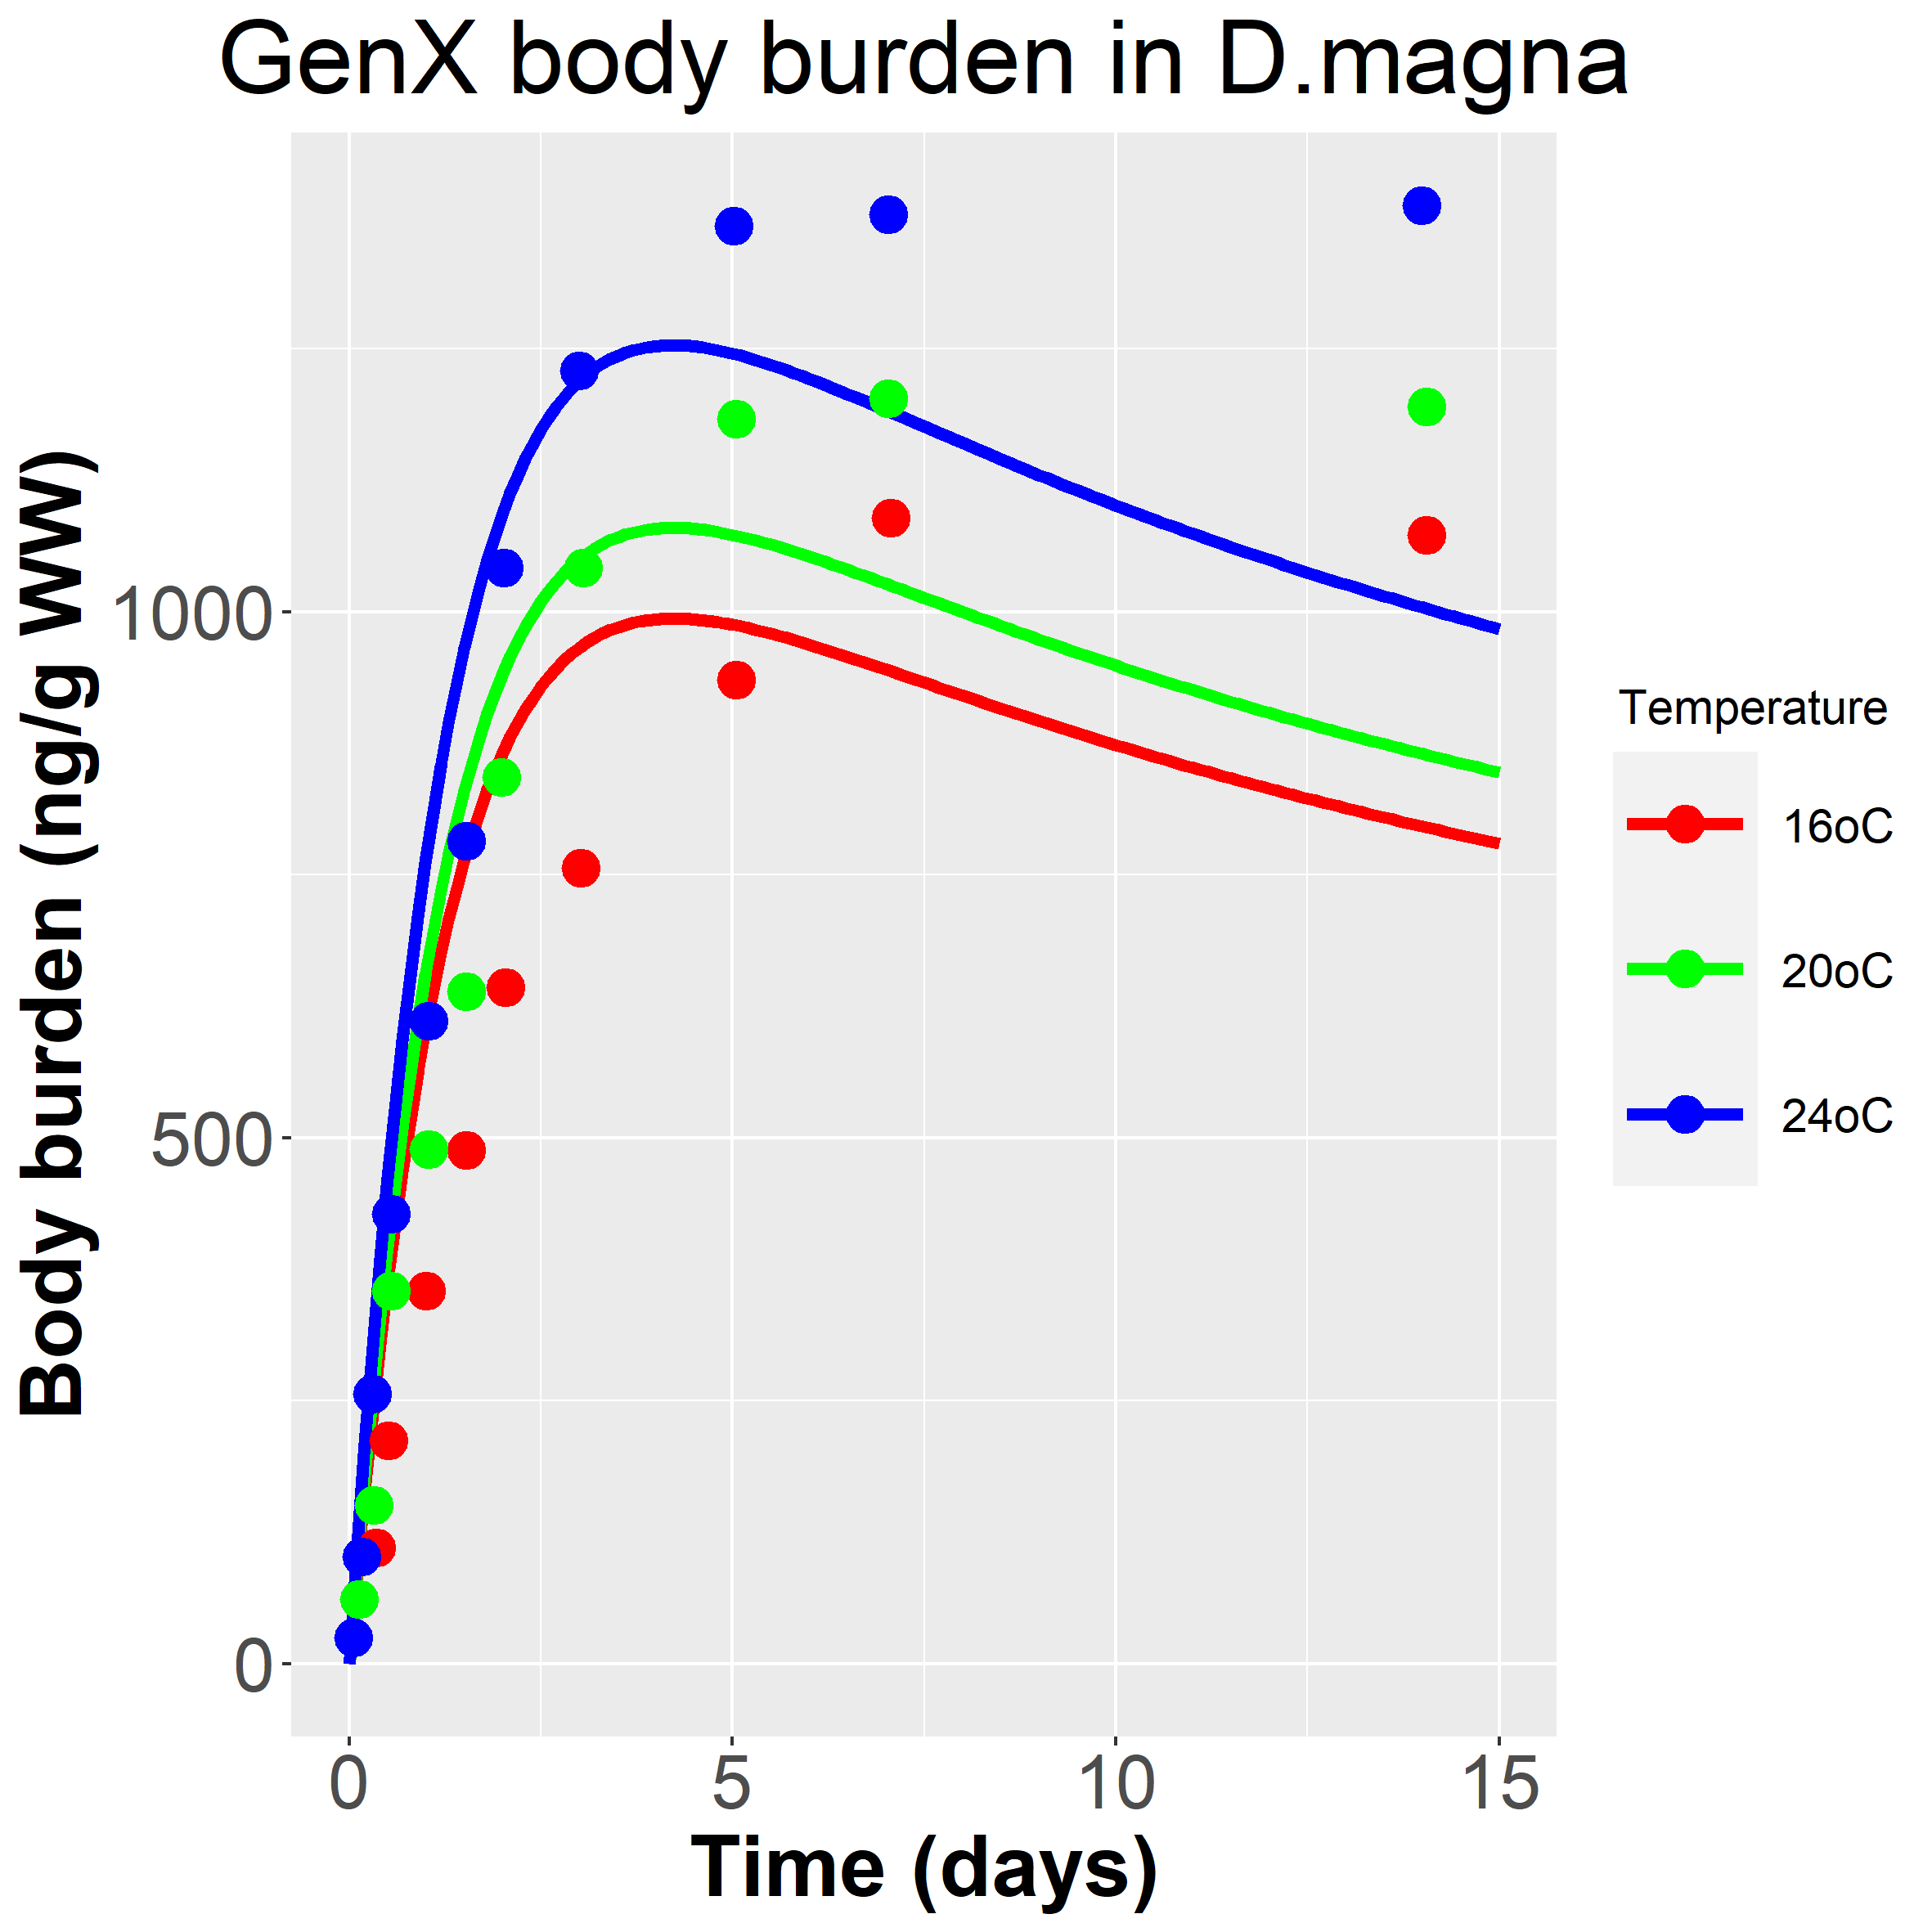 GenX body burden in D.magna
Body burden (ng/g WW)
1000
500
0
0
5
10
15
Time (days)
Temperature
16oC
20oC
24oC